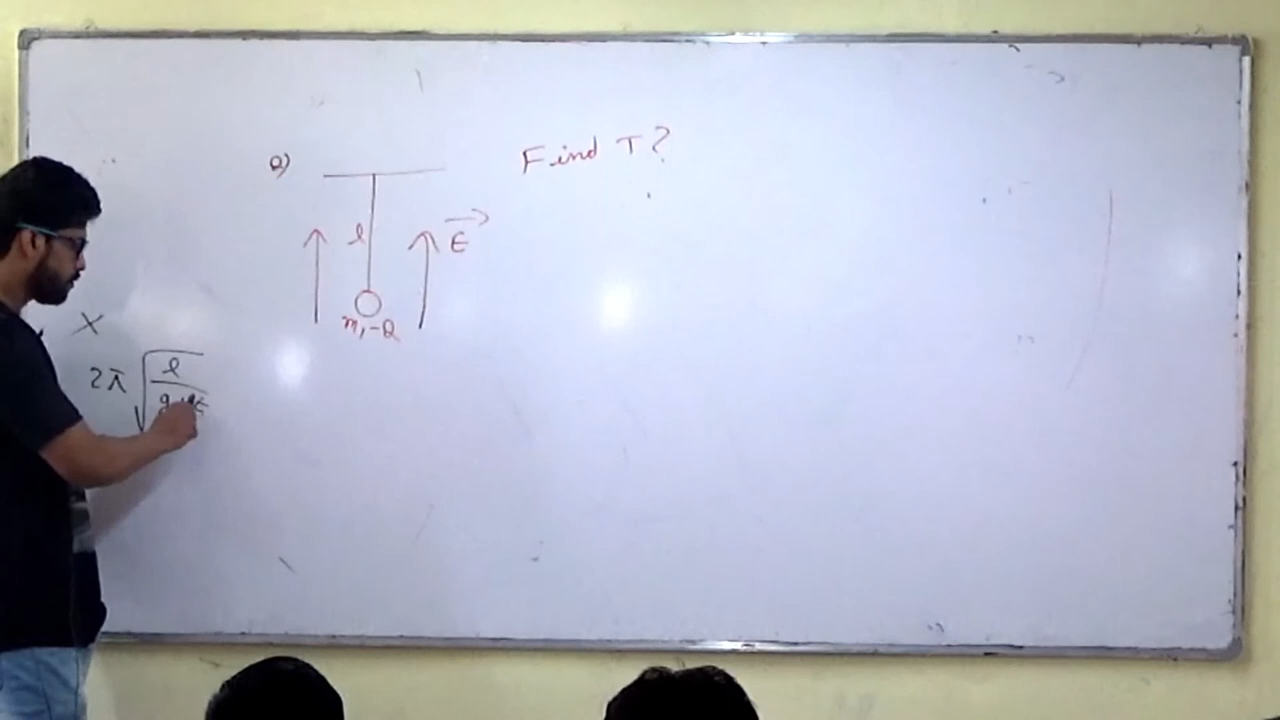 Q) Find T?
l
E
m, -Q
X
2π √ l
g